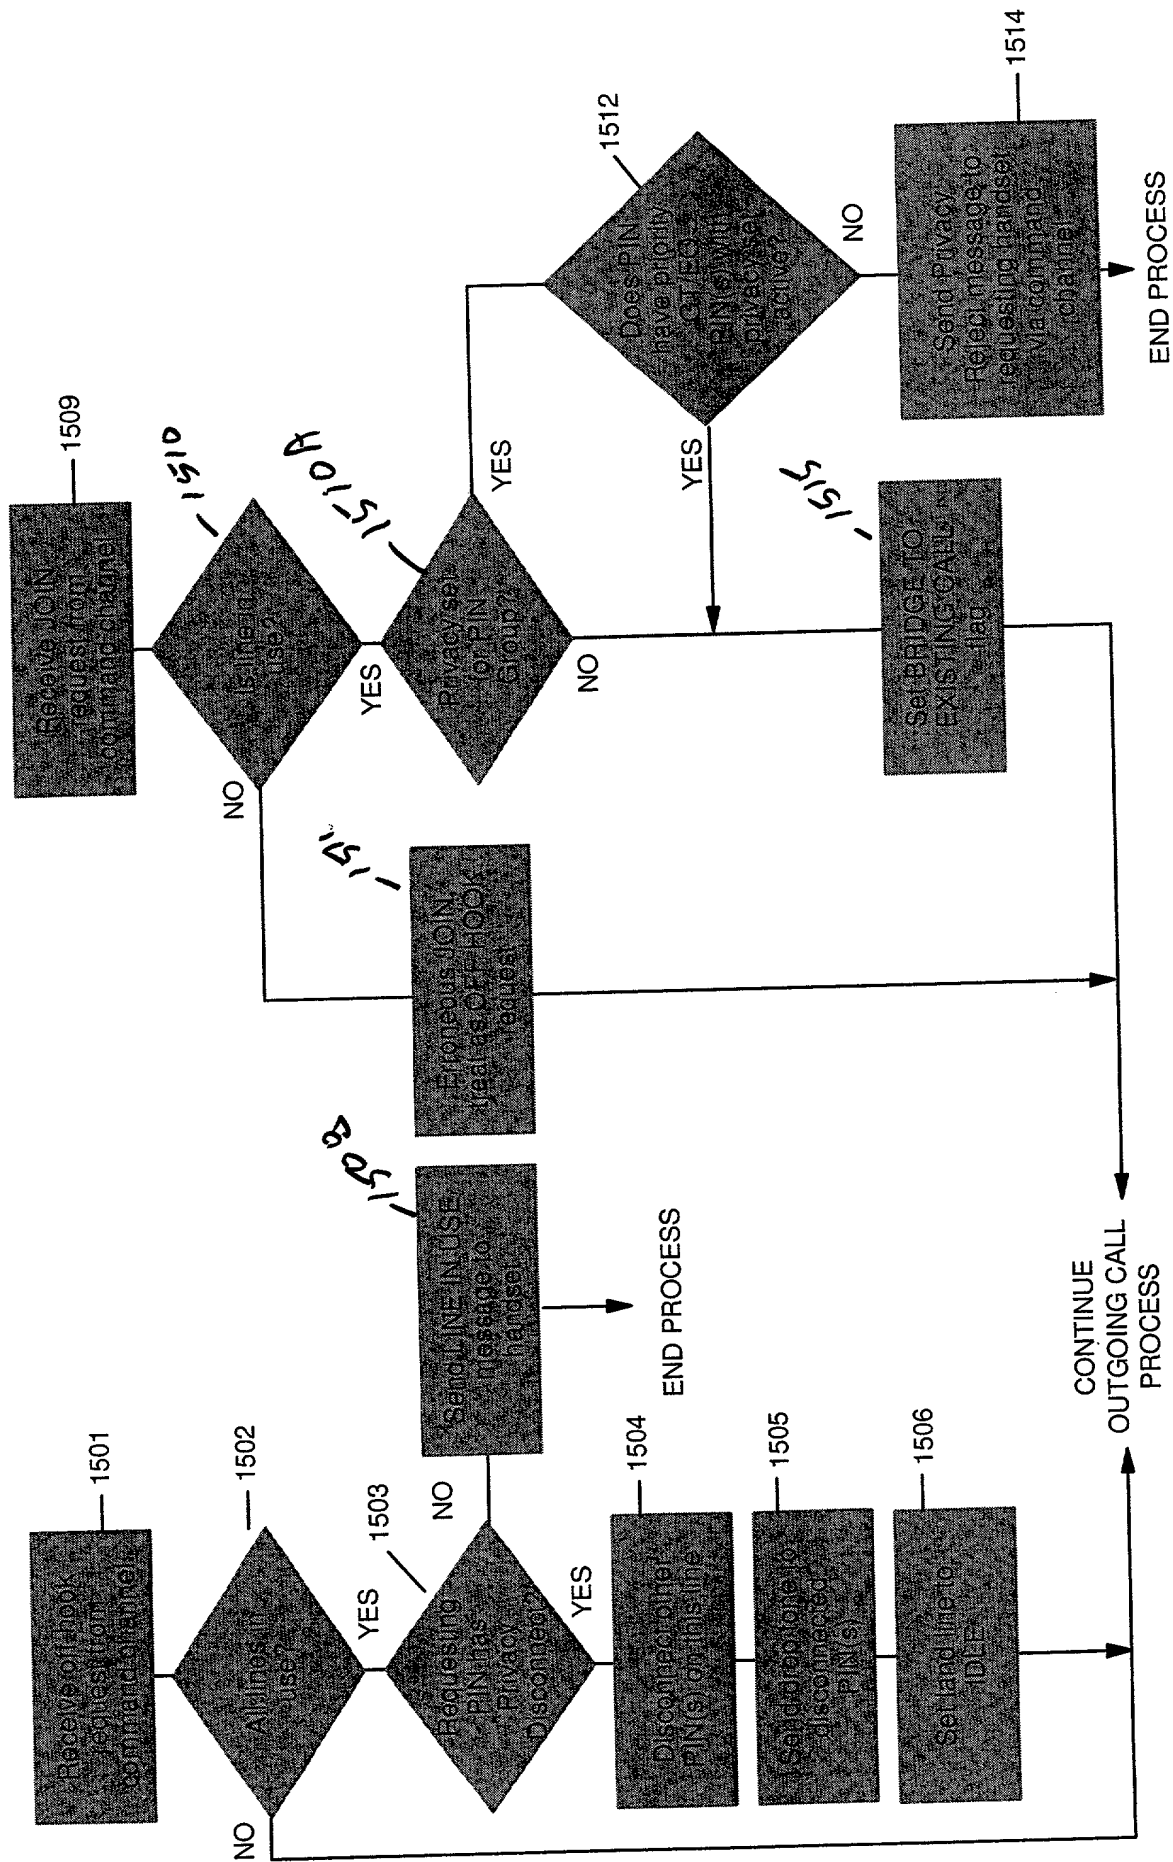 1501
Receive off hook
request from
command channel
1502
All lines in
use?
NO
YES
1503
Requesting
PIN has
Privacy
Disconnect?
NO
YES
1508
Send LINE IN USE
message to
handset
END PROCESS
1504
Disconnect other
PIN(s) on this line
1505
Send prompt tone to
disconnected
PIN(s)
1506
Set land line to
IDLE
CONTINUE
OUTGOING CALL
PROCESS
1509
Receive JOIN
request from
command channel
1510
Is line in
use?
NO
YES
1510A
Privacy set
for PIN
Group?
YES
NO
Erroneous JOIN,
treat as OFF HOOK
request
1512
Does PIN
have priority
GT/EQ
PIN(s) with
privacy set
active?
YES
NO
1514
Send Privacy
Reject message to
requesting handset
via command
channel
END PROCESS
1515
Set BRIDGE TO
EXISTING CALL
flag